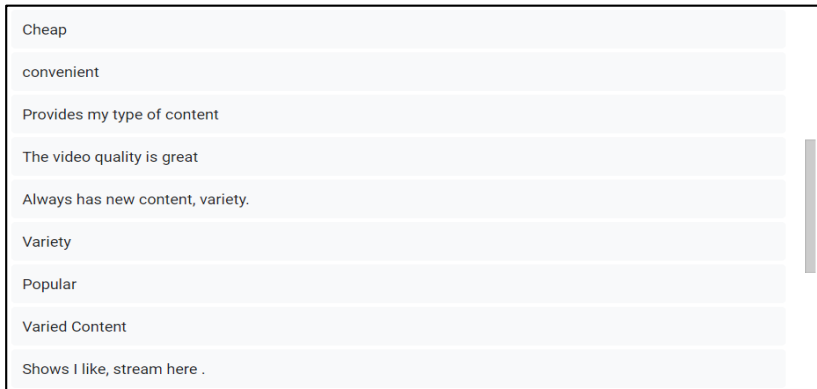 Cheap
convenient
Provides my type of content
The video quality is great
Always has new content, variety.
Variety
Popular
Varied Content
Shows I like, stream here .